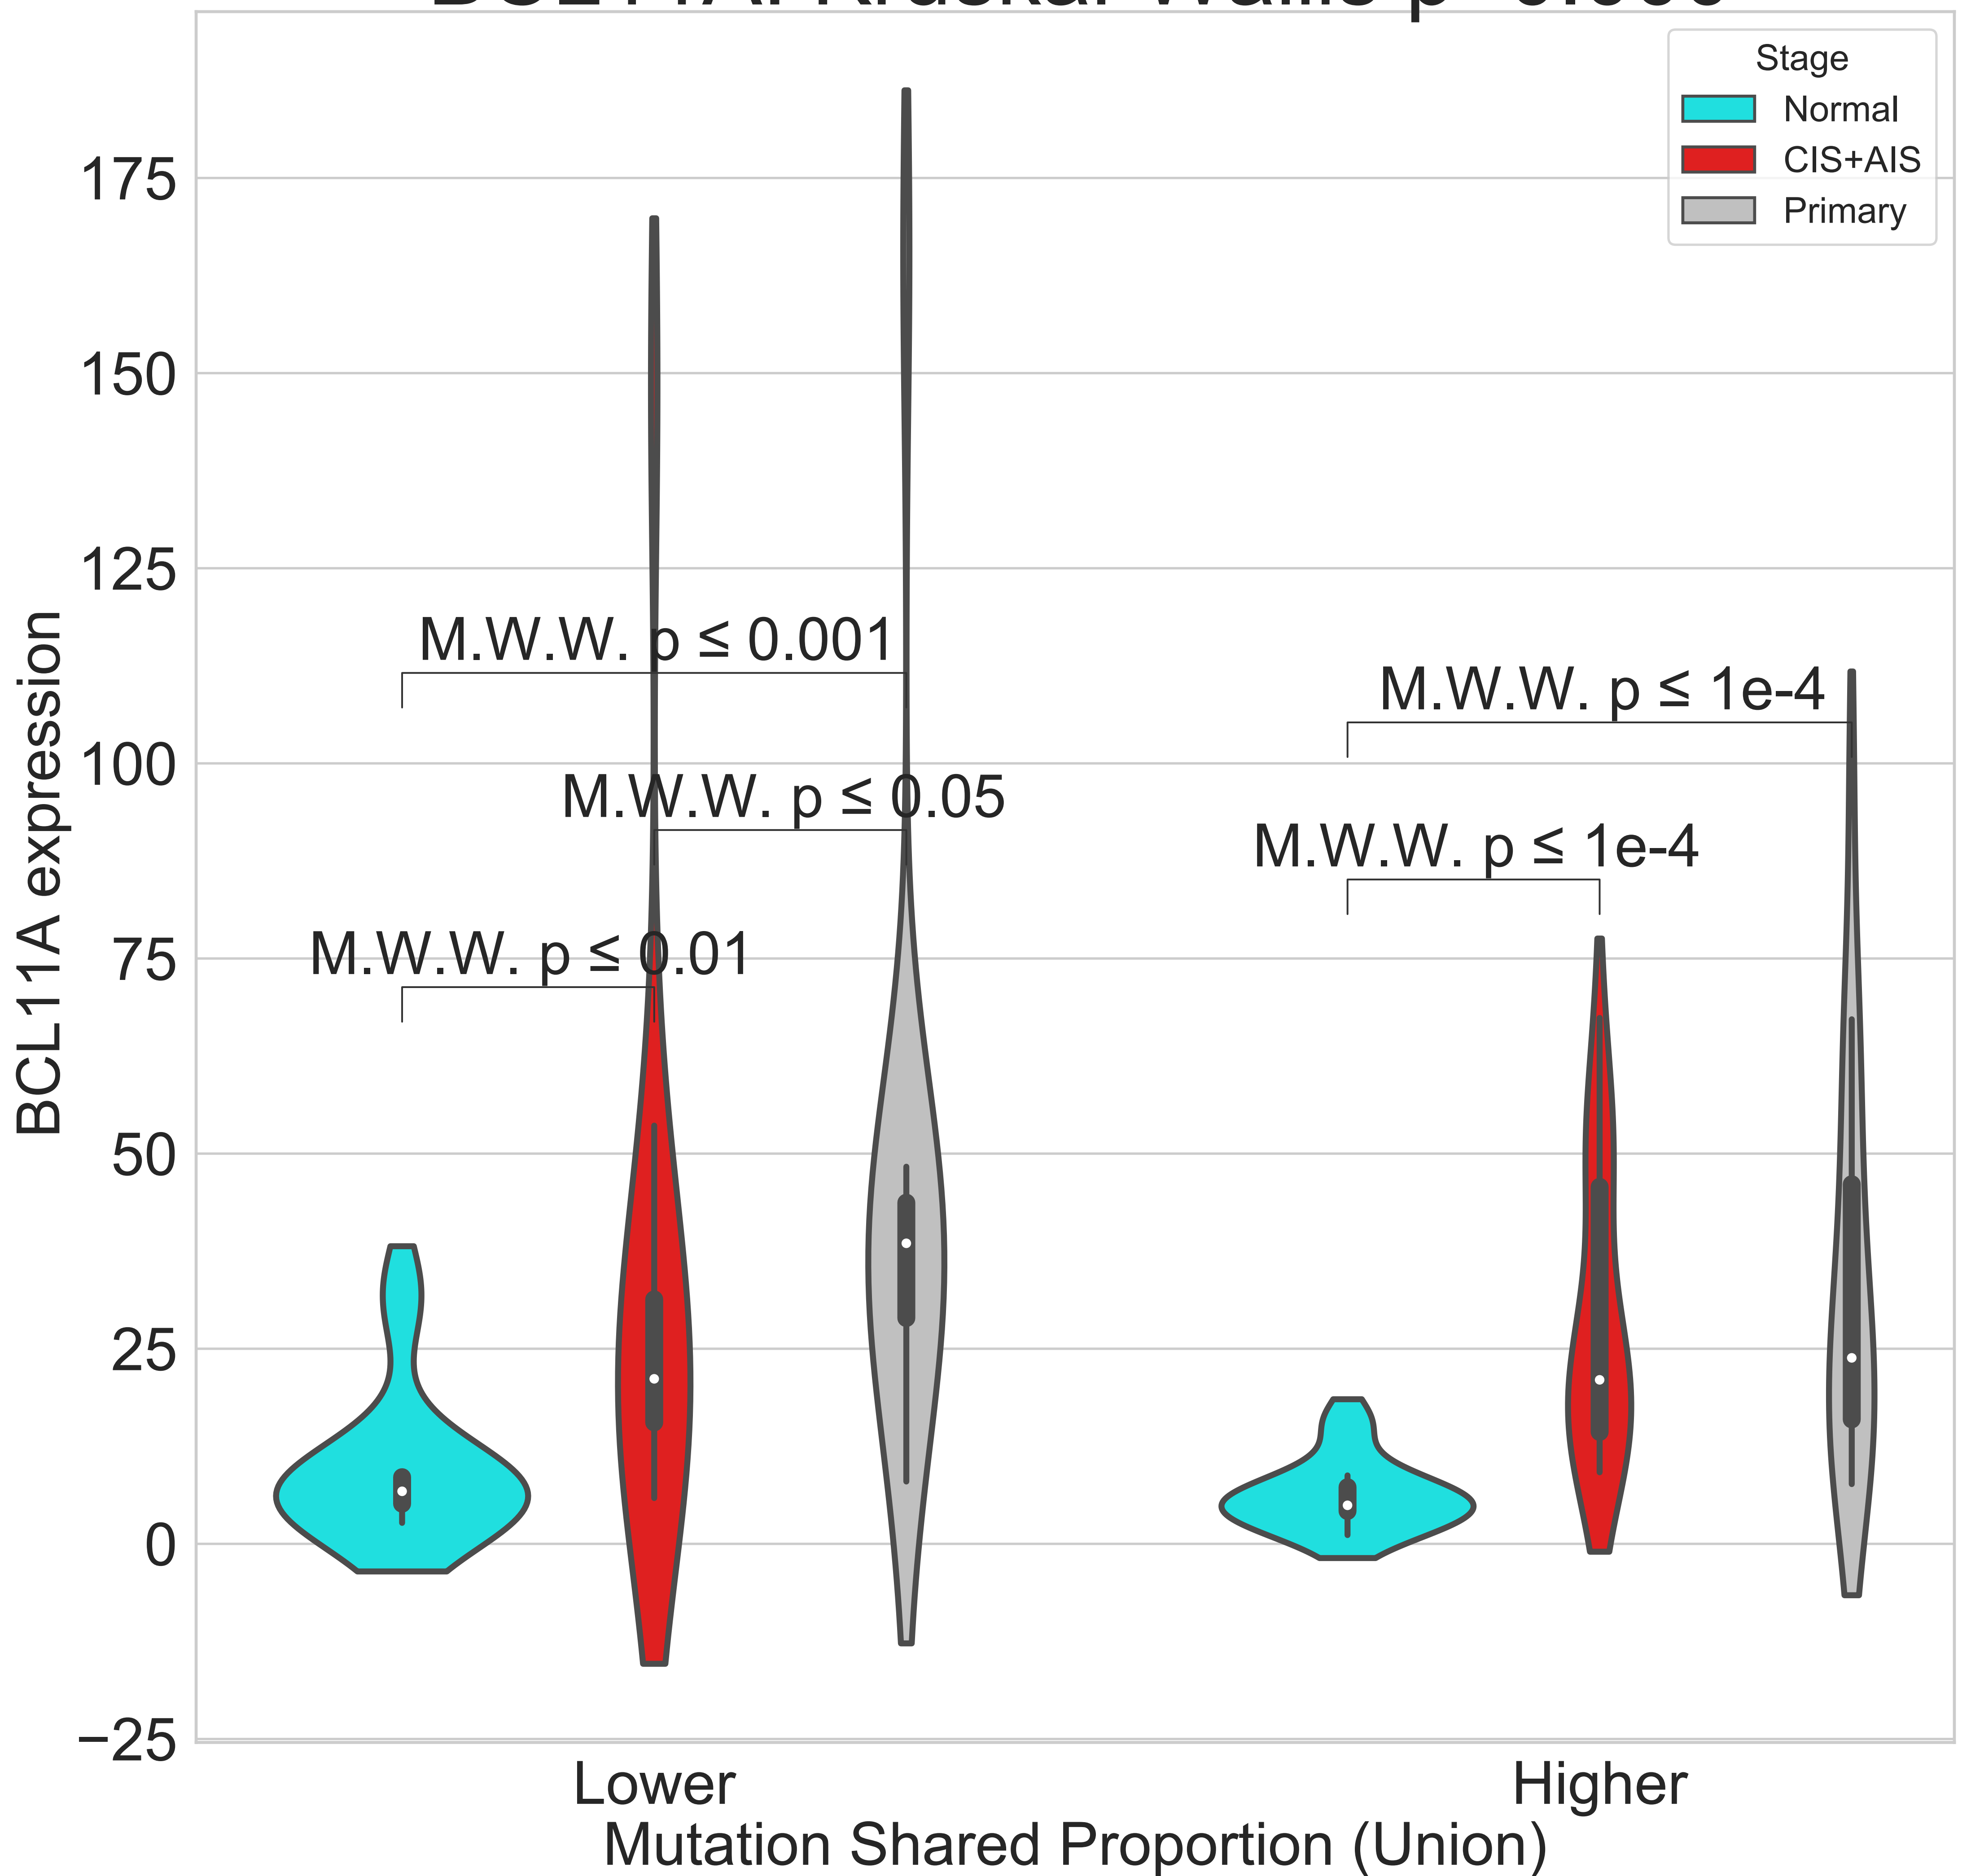 Stage
Normal
CIS+AIS
Primary
175
150
125
100
75
50
25
0
−25
BCL11A expression
M.W.W. p ≤ 0.001
M.W.W. p ≤ 0.05
M.W.W. p ≤ 0.01
M.W.W. p ≤ 1e-4
M.W.W. p ≤ 1e-4
Lower
Higher
Mutation Shared Proportion (Union)